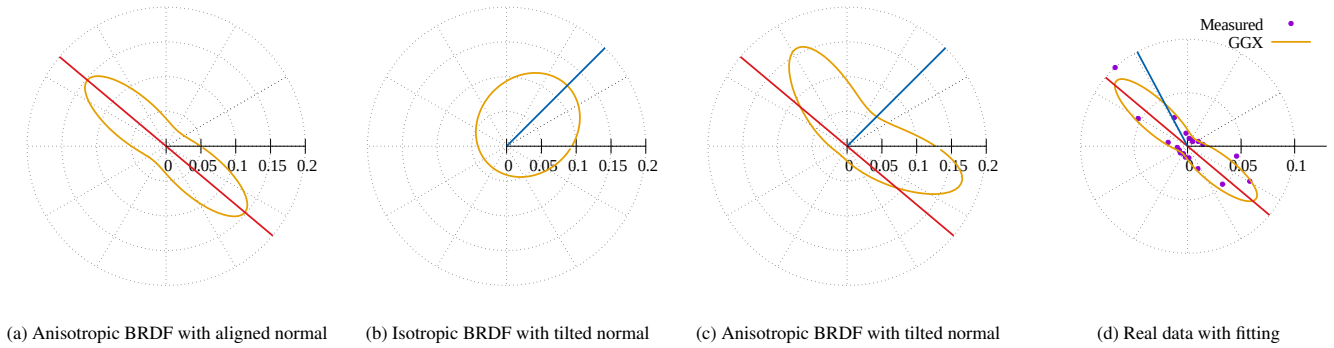 0 0.05 0.1 0.15 0.2
0 0.05 0.1 0.15 0.2
0 0.05 0.1 0.15 0.2
Measured
GGX
0 0.05 0.1
(a) Anisotropic BRDF with aligned normal
(b) Isotropic BRDF with tilted normal
(c) Anisotropic BRDF with tilted normal
(d) Real data with fitting